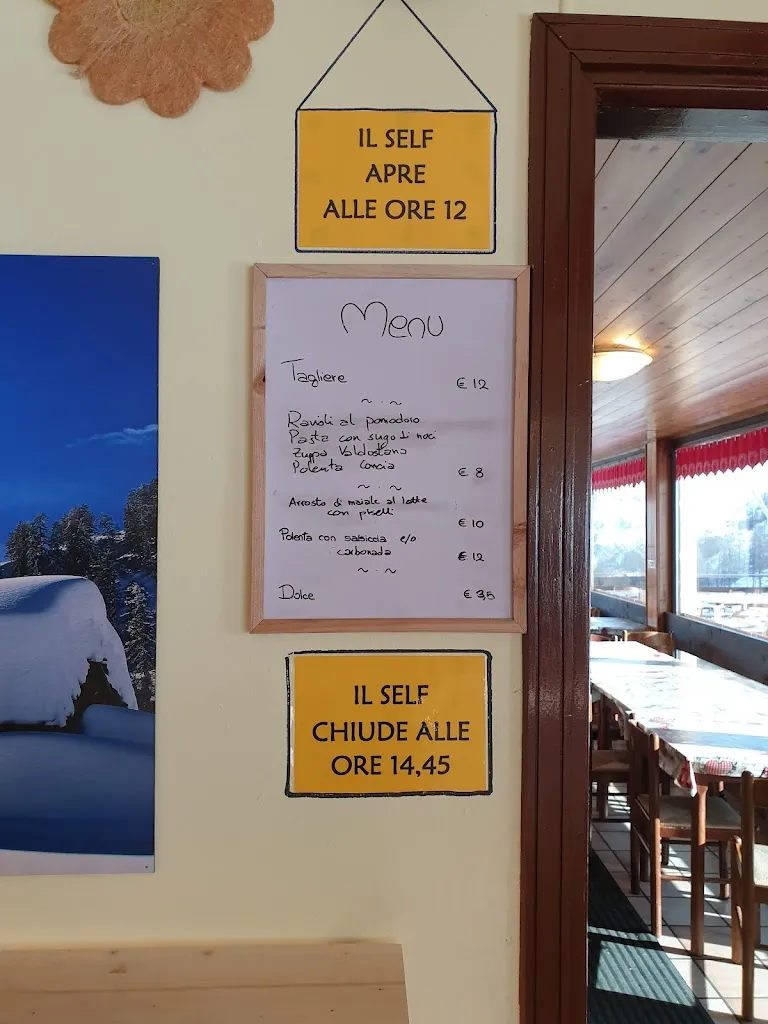 IL SELF
APRE
ALLE ORE 12
Menu
Tagliere € 12
~ . ~
Ravioli al pomodoro
Pasta con sugo di noci
Zuppa Valdostana
Polenta Concia € 8
~ . ~
Arrosto di maiale al latte
con piselli € 10
Polenta con salsiccia e/o
carbonada € 12
~ . ~
Dolce € 3,5
IL SELF
CHIUDE ALLE
ORE 14,45